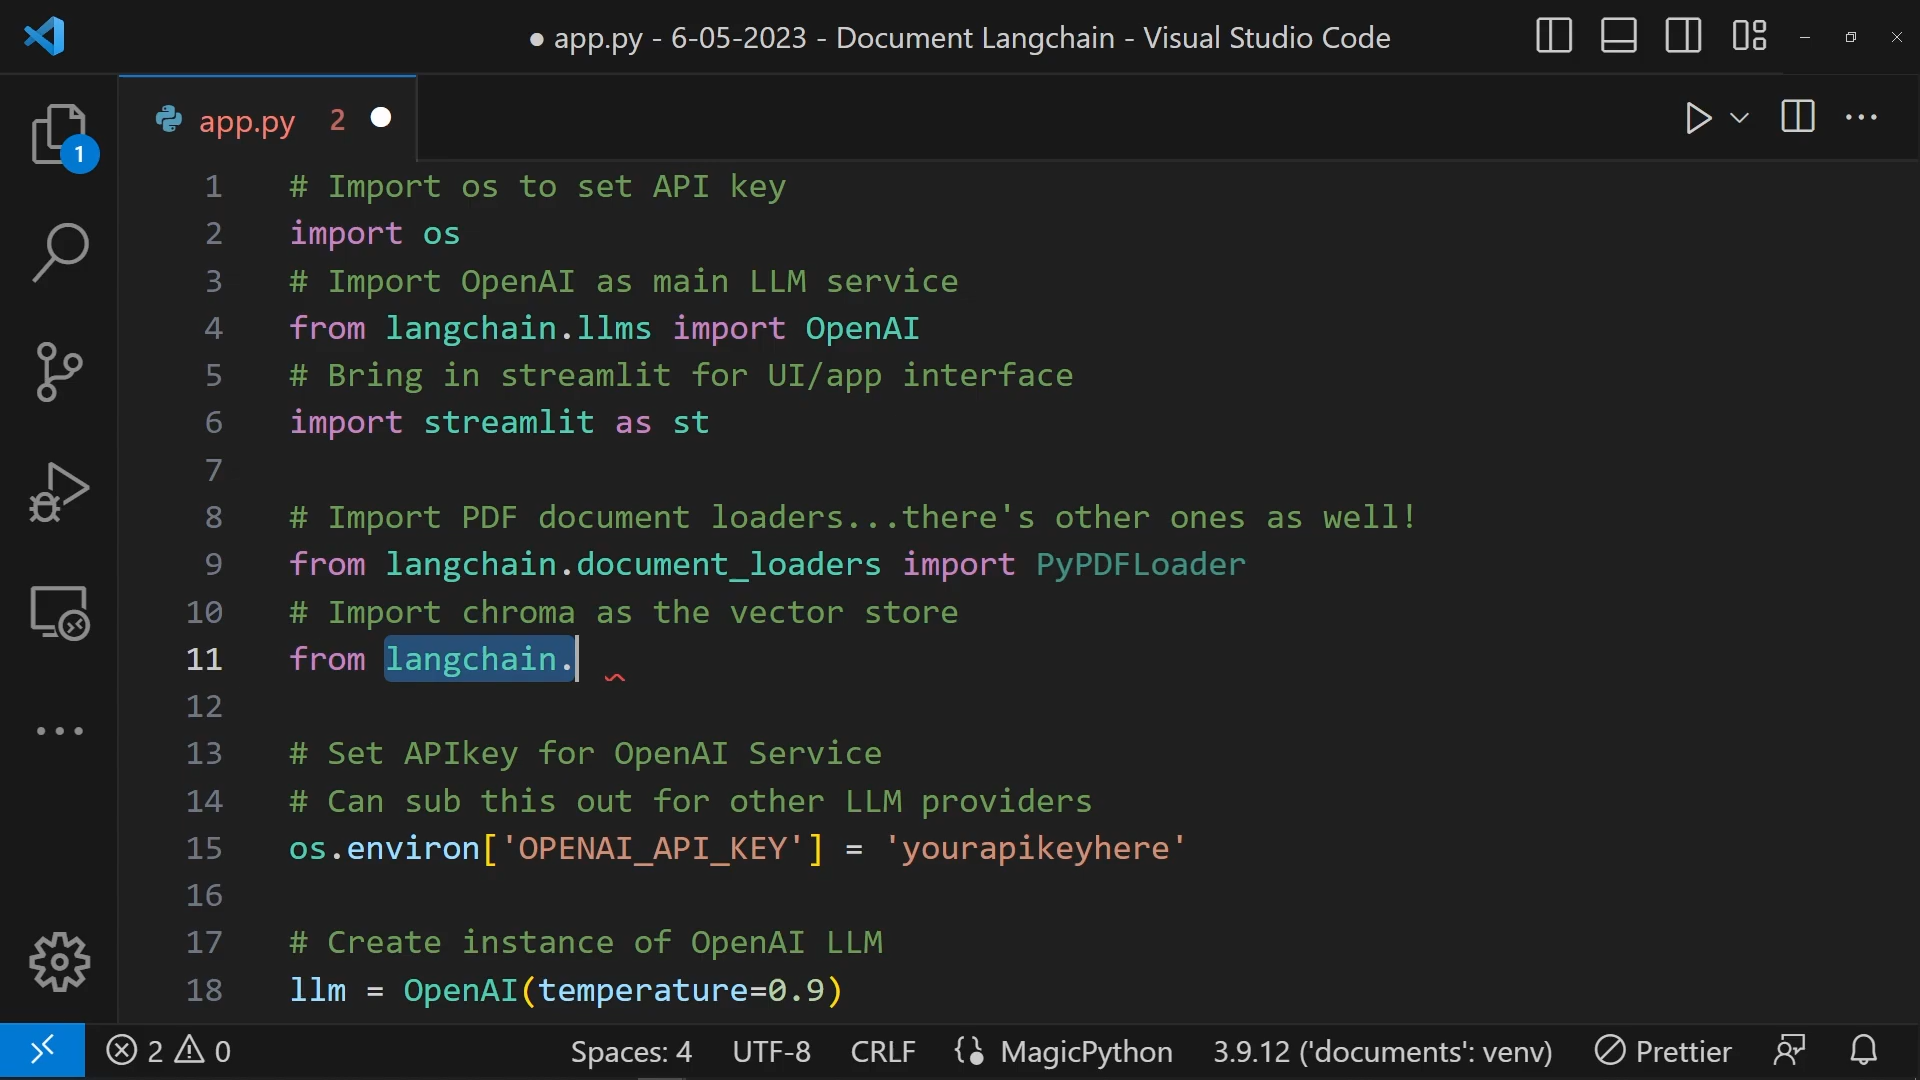 ● app.py - 6-05-2023 - Document Langchain - Visual Studio Code
app.py 2
1
1 # Import os to set API key
2 import os
3 # Import OpenAI as main LLM service
4 from langchain.llms import OpenAI
5 # Bring in streamlit for UI/app interface
6 import streamlit as st
7
8 # Import PDF document loaders...there's other ones as well!
9 from langchain.document_loaders import PyPDFLoader
10 # Import chroma as the vector store
11 from langchain.
12
13 # Set APIkey for OpenAI Service
14 # Can sub this out for other LLM providers
15 os.environ['OPENAI_API_KEY'] = 'yourapikeyhere'
16
17 # Create instance of OpenAI LLM
18 llm = OpenAI(temperature=0.9)
2 0 Spaces: 4 UTF-8 CRLF MagicPython 3.9.12 ('documents': venv) Prettier